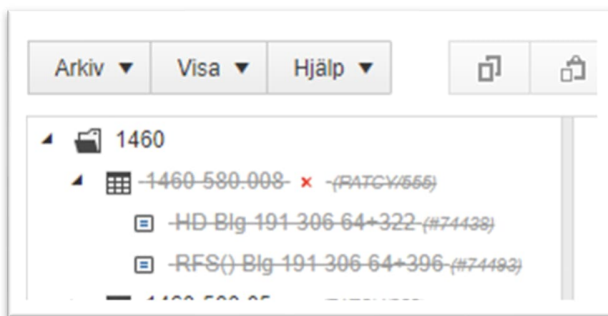 Arkiv Visa Hjälp
1460
1460-580.008 × (PATCY/555)
HD Blg 191 306 64+322 (#74438)
RFS() Blg 191 306 64+396 (#74493)